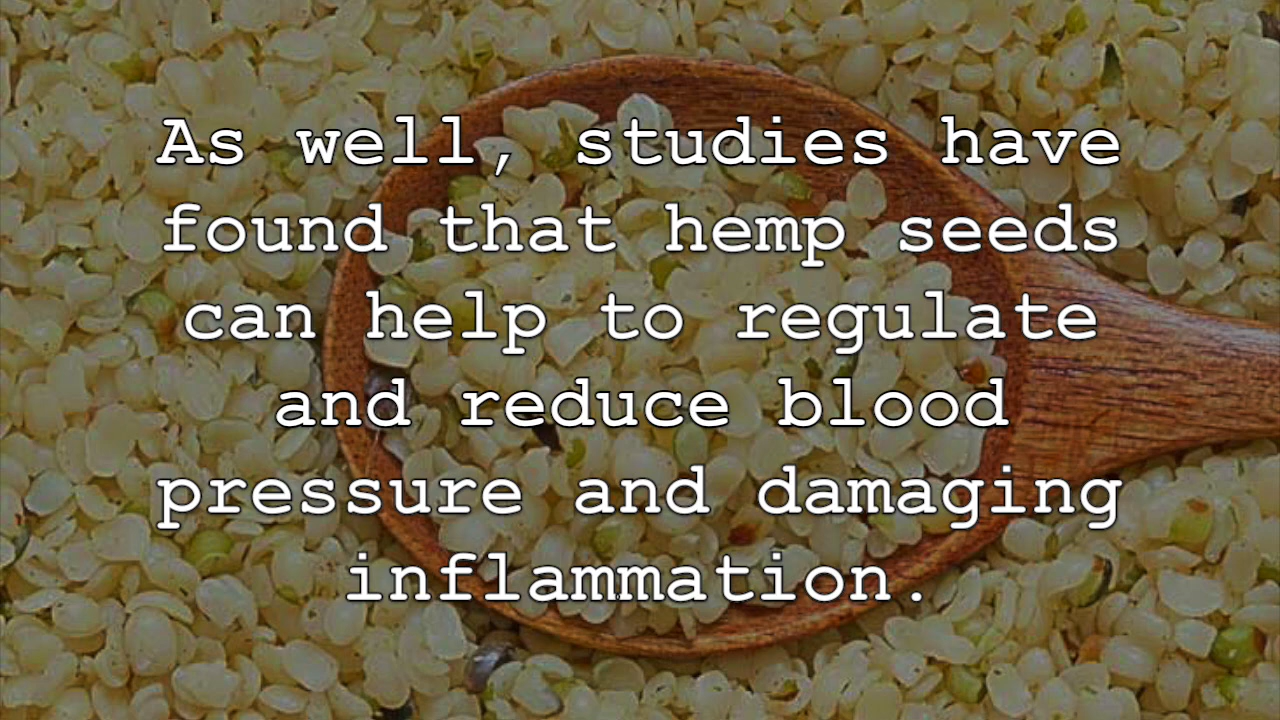 As well, studies have
found that hemp seeds
can help to regulate
and reduce blood
pressure and damaging
inflammation.